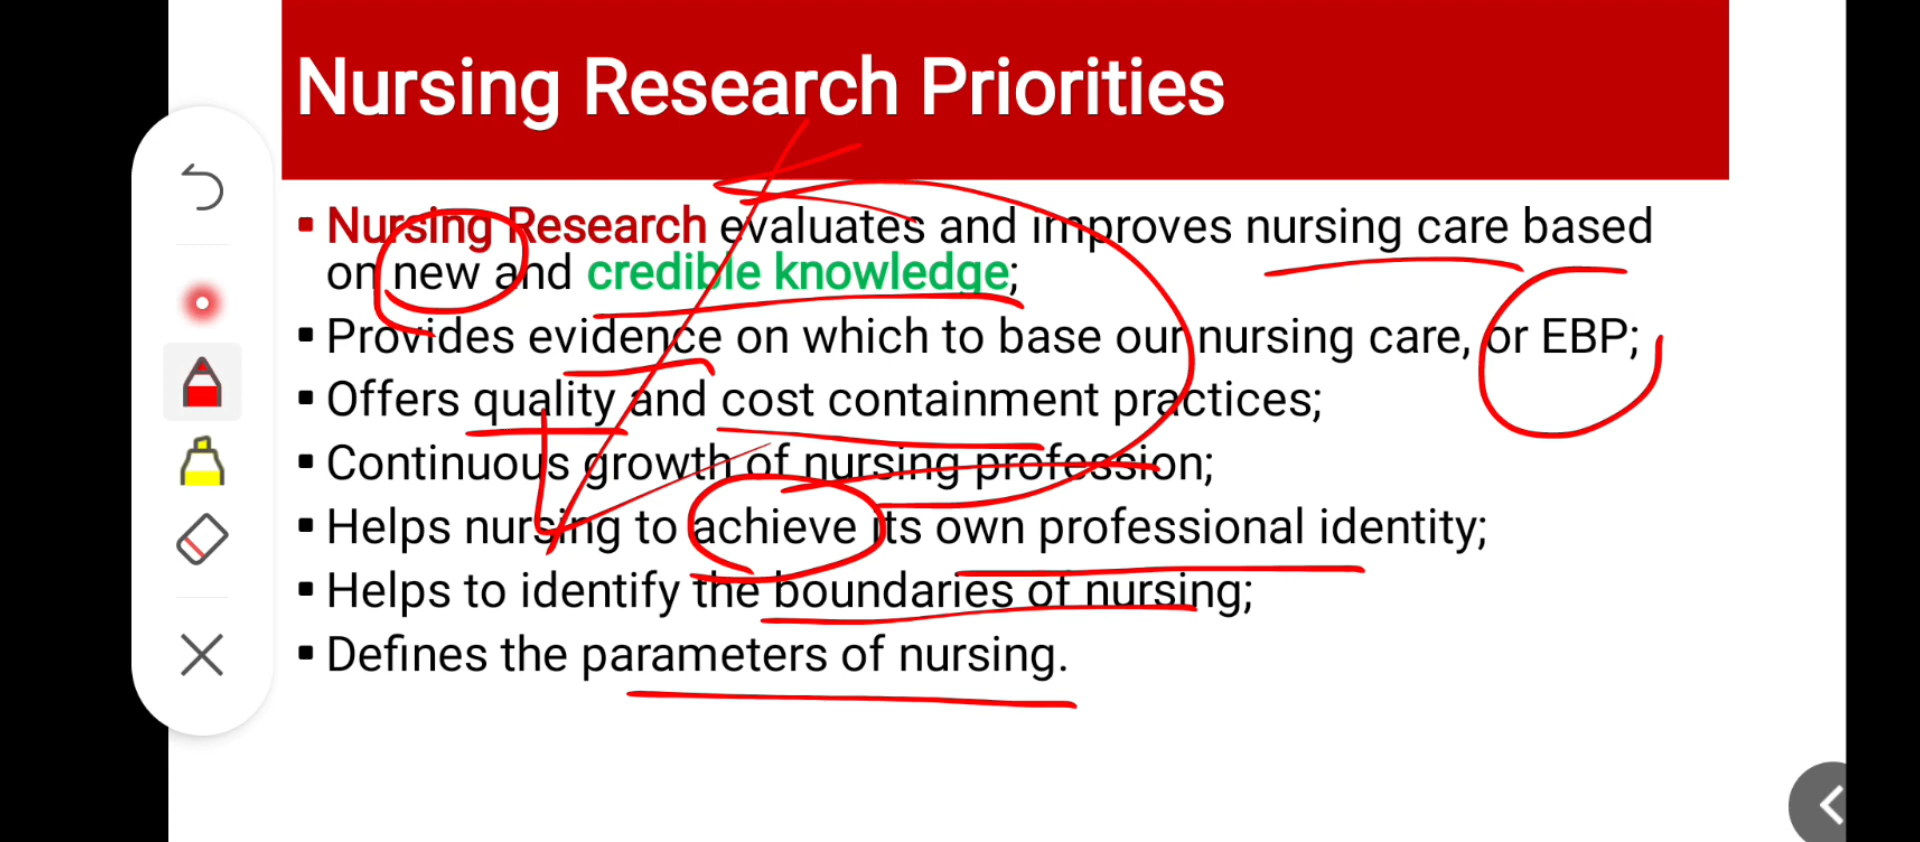 Nursing Research Priorities
▪ Nursing Research evaluates and improves nursing care based
on new and credible knowledge;
▪ Provides evidence on which to base our nursing care, or EBP;
▪ Offers quality and cost containment practices;
▪ Continuous growth of nursing profession;
▪ Helps nursing to achieve its own professional identity;
▪ Helps to identify the boundaries of nursing;
▪ Defines the parameters of nursing.